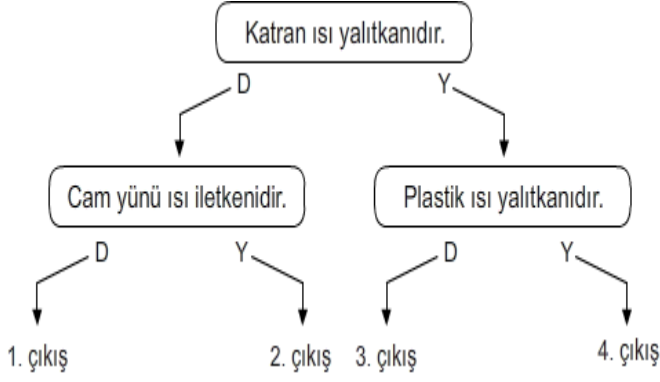 Katran ısı yalıtkanıdır.
D Y
Cam yünü ısı iletkenidir. Plastik ısı yalıtkanıdır.
D Y D Y
1. çıkış 2. çıkış 3. çıkış 4. çıkış